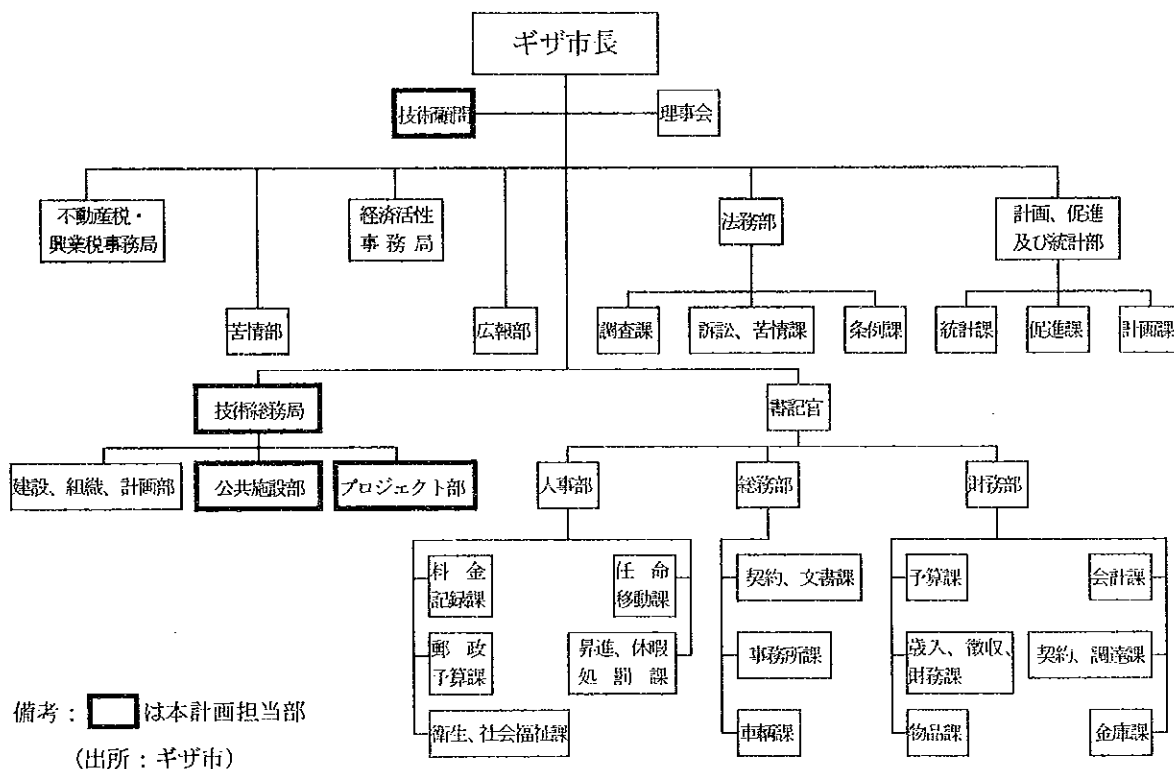 ギザ市長
技術顧問
理事会
不動産税・
興業税事務局
経済活性
事務局
法務部
計画、促進
及び統計部
苦情部
広報部
調査課
訴訟、苦情課
条例課
統計課
促進課
計画課
技術総務局
書記官
建設、組織、計画部
公共施設部
プロジェクト部
人事部
総務部
財務部
料金
記録課
任命
移動課
契約、文書課
予算課
会計課
郵政
予算課
昇進、休暇
処罰課
事務所課
歳入、徴収、
財務課
契約、調達課
衛生、社会福祉課
車輌課
物品課
金庫課
備考：
は本計画担当部
（出所：ギザ市）